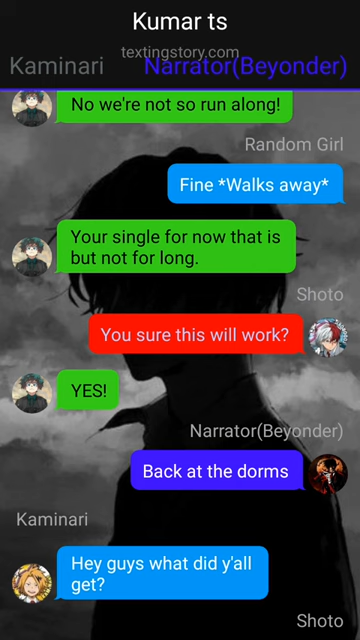 Kumar ts
textingstory.com
Kaminari
Narrator(Beyonder)
No we're not so run along!
Random Girl
Fine *Walks away*
Your single for now that is
but not for long.
Shoto
You sure this will work?
YES!
Narrator(Beyonder)
Back at the dorms
Kaminari
Hey guys what did y'all
get?
Shoto